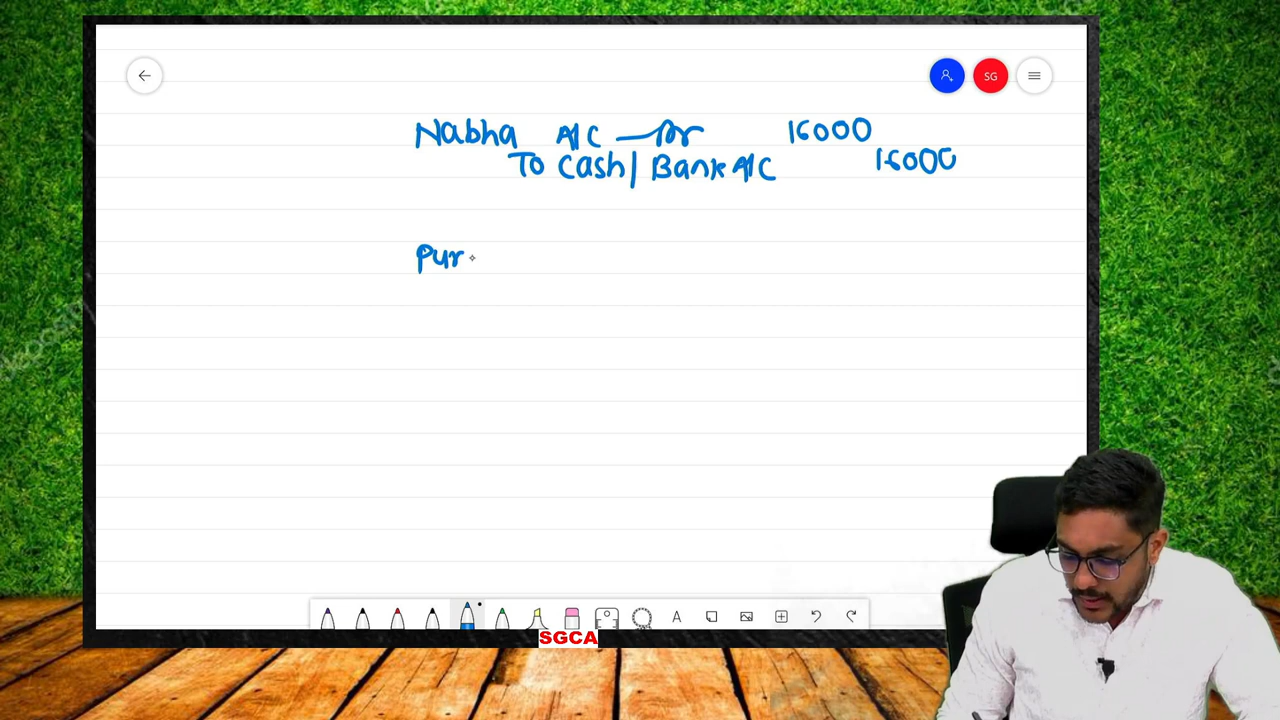 SG
Nabha A/C Dr 16000
To Cash/ Bank A/C 16000
Pur
A
SGCA